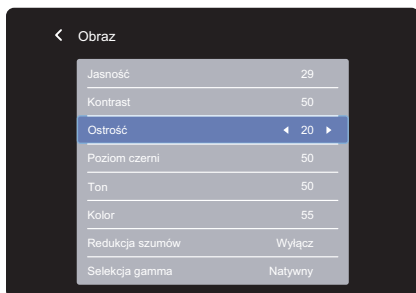 Obraz
Jasność 29
Kontrast 50
Ostrość 20
Poziom czerni 50
Ton 50
Kolor 55
Redukcja szumów Wyłącz
Selekcja gamma Natywny